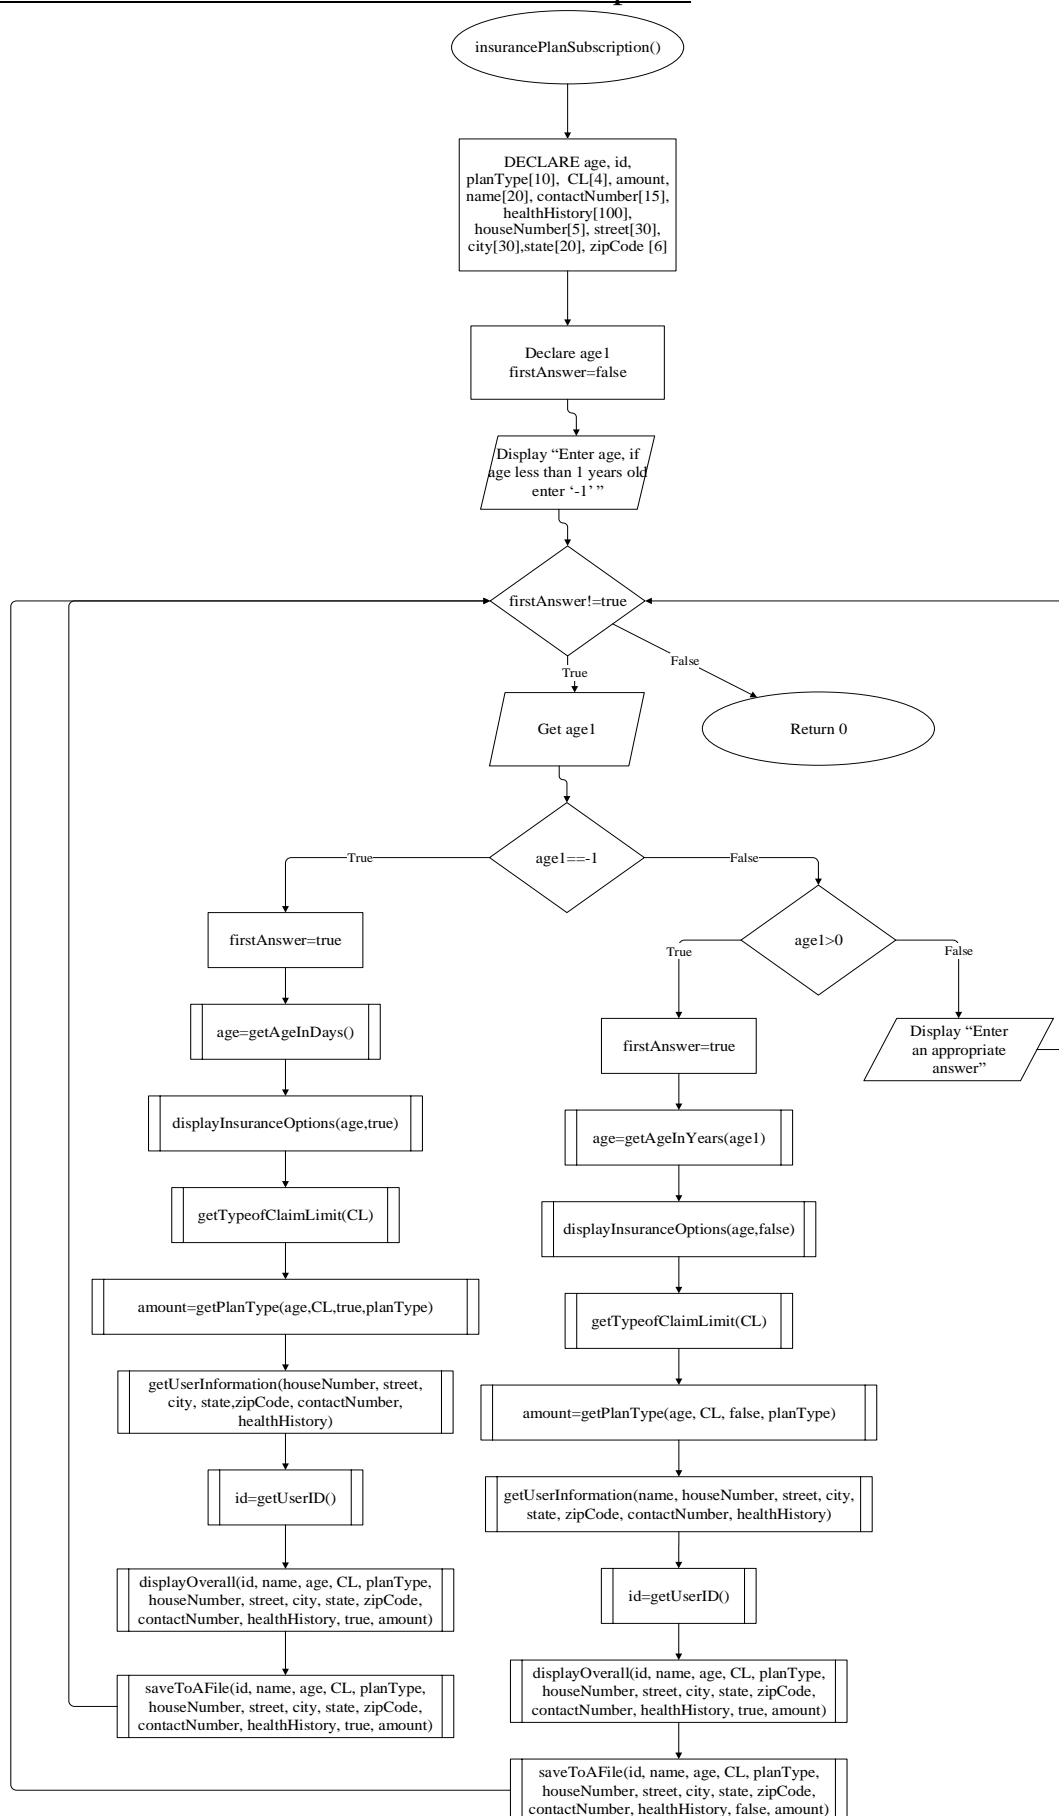 insurancePlanSubscription()
DECLARE age, id,
planType[10], CL[4], amount,
name[20], contactNumber[15],
healthHistory[100],
houseNumber[5], street[30],
city[30],state[20], zipCode [6]
Declare age1
firstAnswer=false
Display “Enter age, if
age less than 1 years old
enter ‘-1’ ”
firstAnswer!=true
True
False
Get age1
Return 0
age1==-1
True
False
firstAnswer=true
age1>0
True
False
age=getAgeInDays()
firstAnswer=true
Display “Enter
an appropriate
answer”
displayInsuranceOptions(age,true)
age=getAgeInYears(age1)
getTypeofClaimLimit(CL)
displayInsuranceOptions(age,false)
amount=getPlanType(age,CL,true,planType)
getTypeofClaimLimit(CL)
getUserInformation(houseNumber, street,
city, state,zipCode, contactNumber,
healthHistory)
amount=getPlanType(age, CL, false, planType)
id=getUserID()
getUserInformation(name, houseNumber, street, city,
state, zipCode, contactNumber, healthHistory)
displayOverall(id, name, age, CL, planType,
houseNumber, street, city, state, zipCode,
contactNumber, healthHistory, true, amount)
id=getUserID()
saveToAFile(id, name, age, CL, planType,
houseNumber, street, city, state, zipCode,
contactNumber, healthHistory, true, amount)
displayOverall(id, name, age, CL, planType,
houseNumber, street, city, state, zipCode,
contactNumber, healthHistory, true, amount)
saveToAFile(id, name, age, CL, planType,
houseNumber, street, city, state, zipCode,
contactNumber, healthHistory, false, amount)